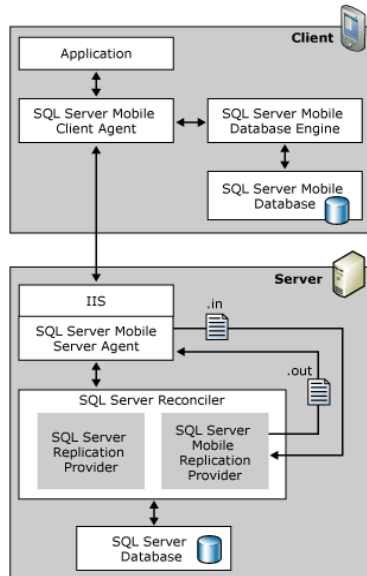 Client
Application
SQL Server Mobile
Client Agent
SQL Server Mobile
Database Engine
SQL Server Mobile
Database
Server
IIS
.in
SQL Server Mobile
Server Agent
.out
SQL Server Reconciler
SQL Server
Replication
Provider
SQL Server
Mobile
Replication
Provider
SQL Server
Database